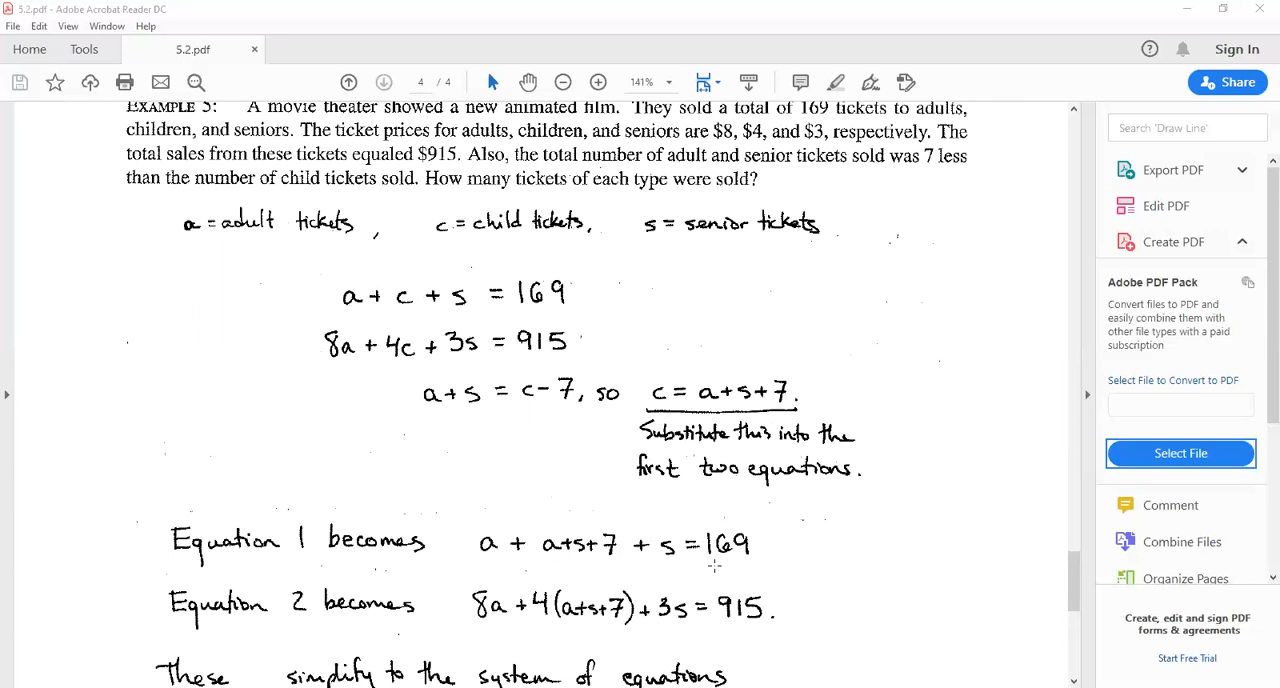 5.2.pdf - Adobe Acrobat Reader DC
File Edit View Window Help
Home Tools 5.2.pdf × Sign In
4 / 4 141% Share
EXAMPLE 5: A movie theater showed a new animated film. They sold a total of 169 tickets to adults,
children, and seniors. The ticket prices for adults, children, and seniors are $8, $4, and $3, respectively. The
total sales from these tickets equaled $915. Also, the total number of adult and senior tickets sold was 7 less
than the number of child tickets sold. How many tickets of each type were sold?
a = adult tickets, c = child tickets, s = senior tickets
a + c + s = 169
8a + 4c + 3s = 915
a + s = c - 7, so c = a + s + 7.
Substitute this into the
first two equations.
Equation 1 becomes a + a+s+7 + s = 169
Equation 2 becomes 8a + 4(a+s+7) + 3s = 915.
These simplify to the system of equations
Search 'Draw Line'
Export PDF
Edit PDF
Create PDF
Adobe PDF Pack
Convert files to PDF and
easily combine them with
other file types with a paid
subscription
Select File to Convert to PDF
Select File
Comment
Combine Files
Organize Pages
Create, edit and sign PDF
forms & agreements
Start Free Trial